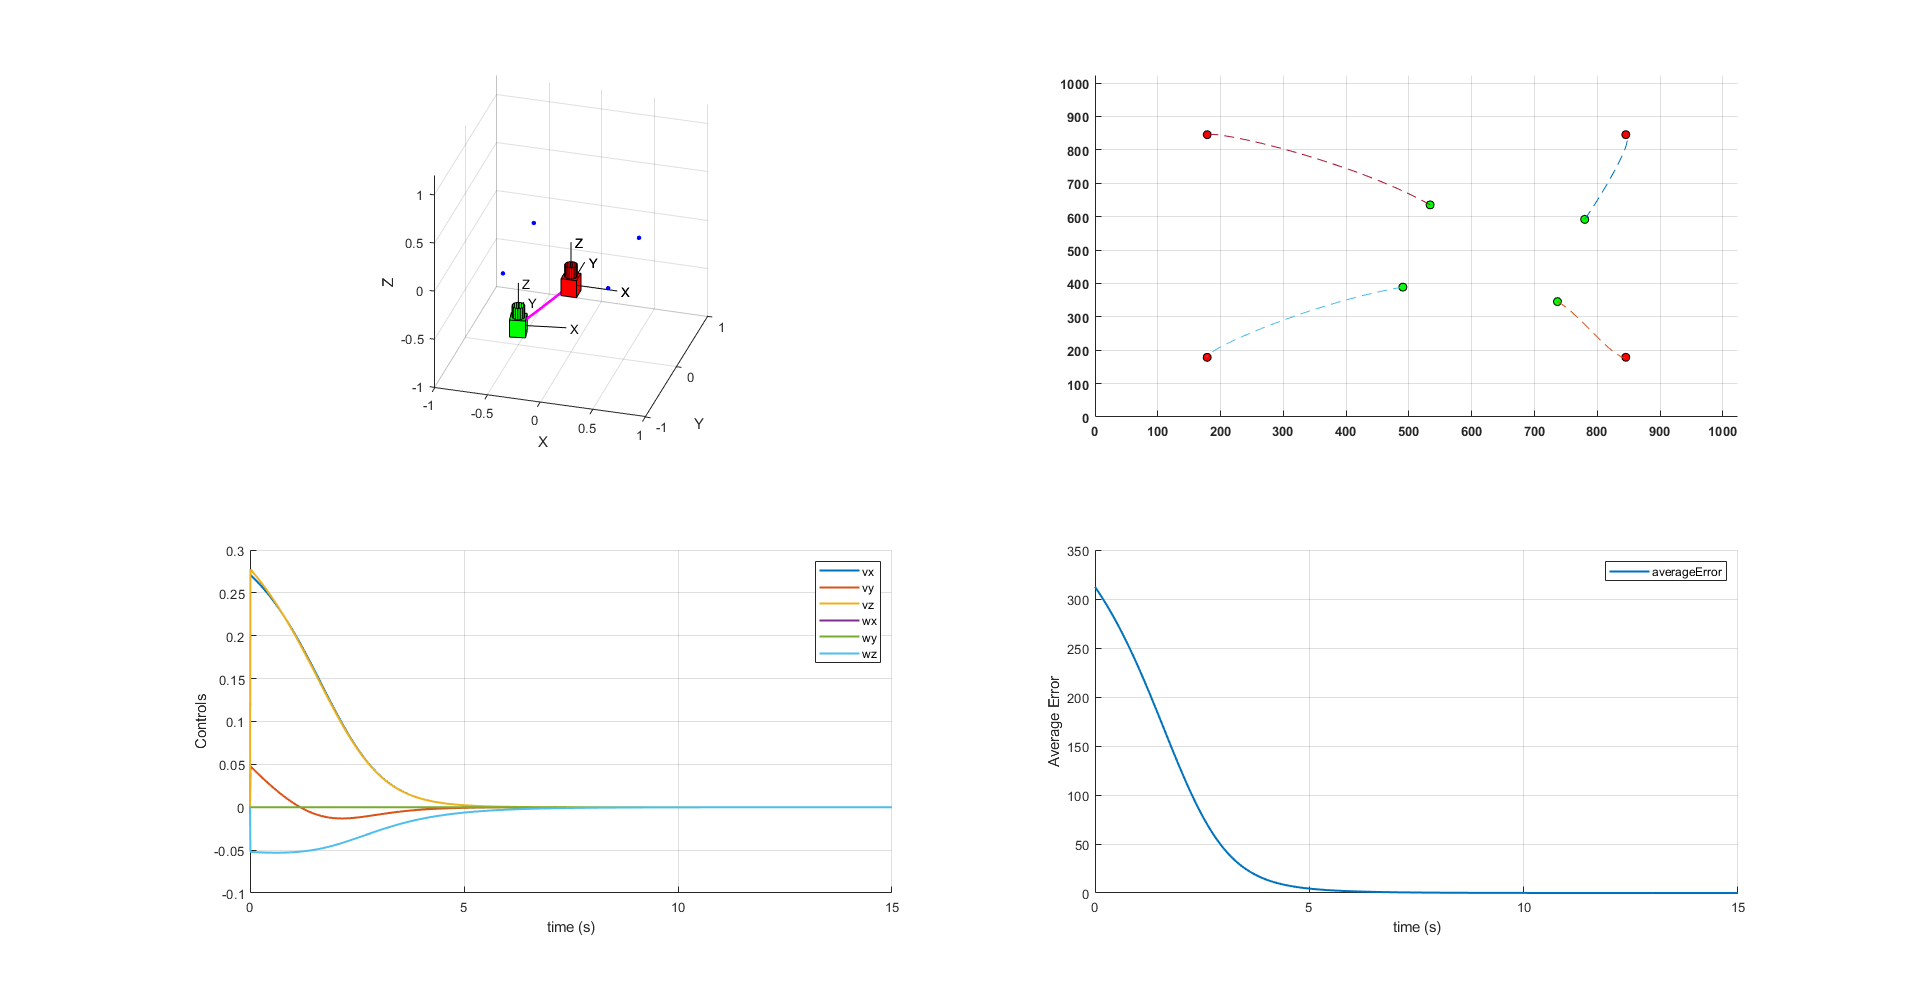 1
0.5
0
-0.5
-1
Z
Z
Y
X
Z
Y
X
-1
-0.5
0
0.5
1
X
-1
0
1
Y
1000
900
800
700
600
500
400
300
200
100
0
0 100 200 300 400 500 600 700 800 900 1000
0.3
0.25
0.2
0.15
0.1
0.05
0
-0.05
-0.1
Controls
vx
vy
vz
wx
wy
wz
0 5 10 15
time (s)
350
300
250
200
150
100
50
0
Average Error
averageError
0 5 10 15
time (s)